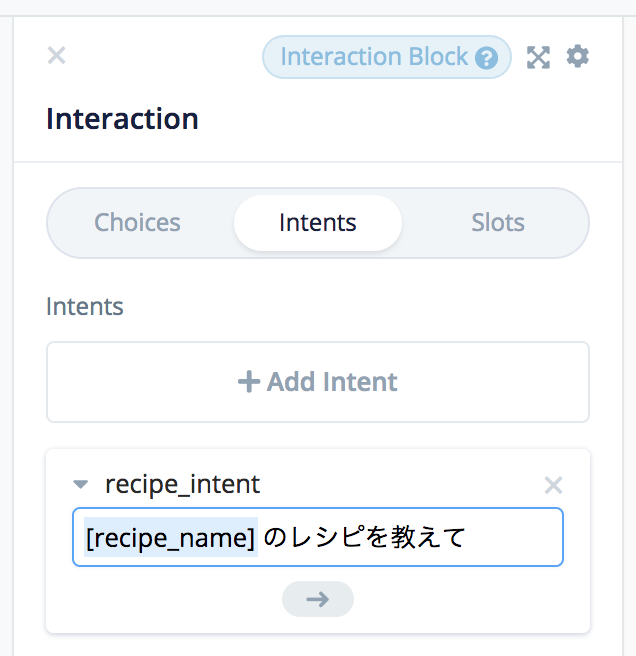 Interaction Block ?
Interaction
Choices Intents Slots
Intents
+ Add Intent
recipe_intent
[recipe_name] のレシピを教えて